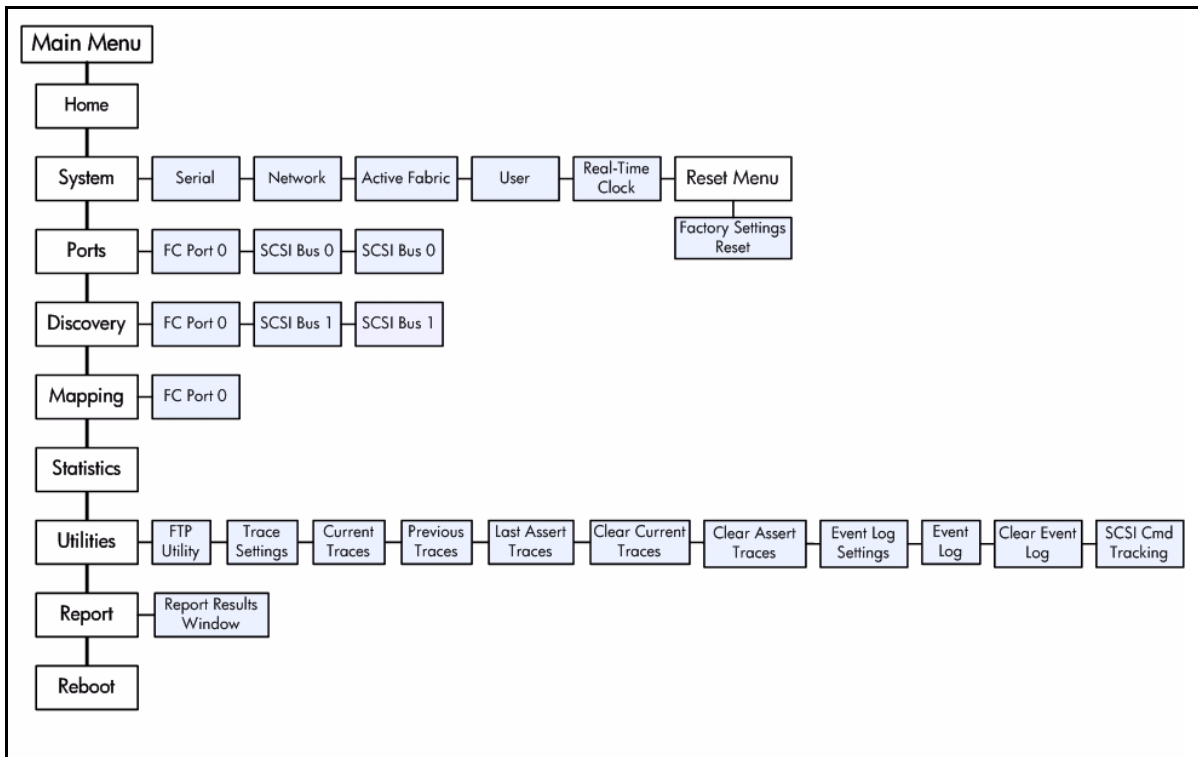 Main Menu
Home
System
Serial
Network
Active Fabric
User
Real-Time
Clock
Reset Menu
Factory Settings
Reset
Ports
FC Port 0
SCSI Bus 0
SCSI Bus 0
Discovery
FC Port 0
SCSI Bus 1
SCSI Bus 1
Mapping
FC Port 0
Statistics
Utilities
FTP
Utility
Trace
Settings
Current
Traces
Previous
Traces
Last Assert
Traces
Clear Current
Traces
Clear Assert
Traces
Event Log
Settings
Event
Log
Clear Event
Log
SCSI Cmd
Tracking
Report
Report Results
Window
Reboot